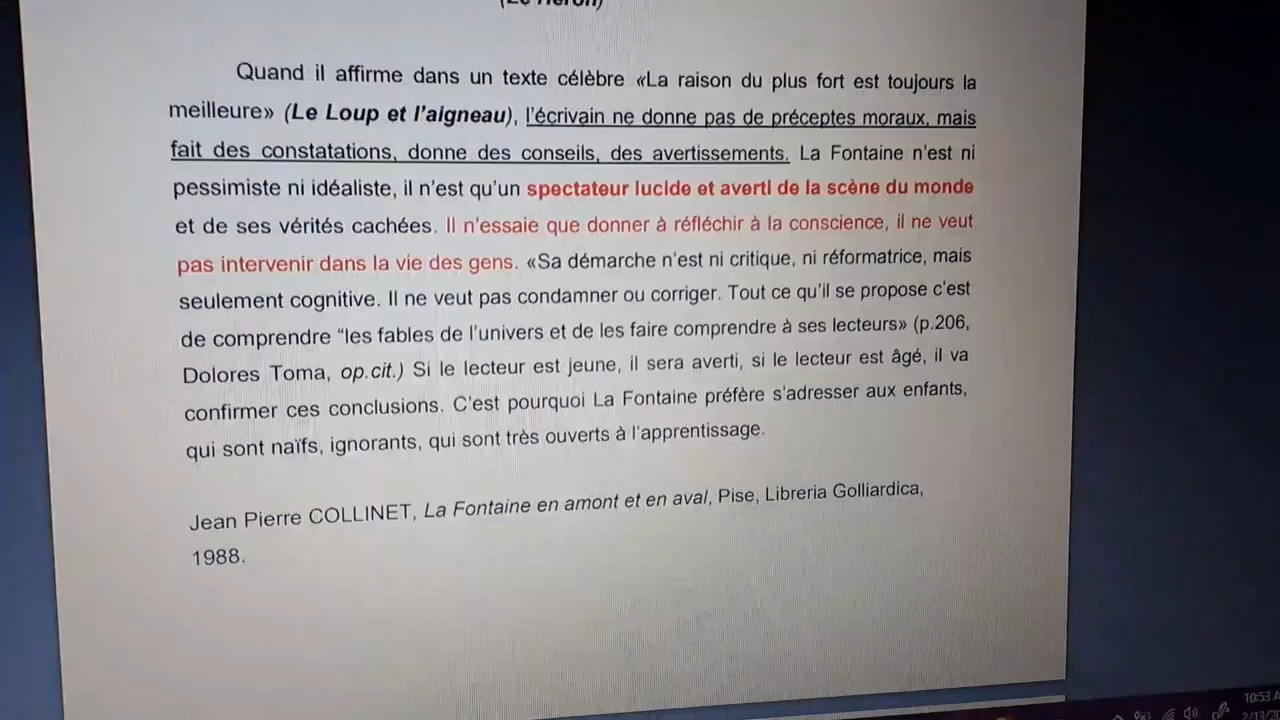 Quand il affirme dans un texte célèbre «La raison du plus fort est toujours la
meilleure» (Le Loup et l'aigneau), l'écrivain ne donne pas de préceptes moraux, mais
fait des constatations, donne des conseils, des avertissements. La Fontaine n'est ni
pessimiste ni idéaliste, il n'est qu'un spectateur lucide et averti de la scène du monde
et de ses vérités cachées. Il n'essaie que donner à réfléchir à la conscience, il ne veut
pas intervenir dans la vie des gens. «Sa démarche n'est ni critique, ni réformatrice, mais
seulement cognitive. Il ne veut pas condamner ou corriger. Tout ce qu'il se propose c'est
de comprendre "les fables de l'univers et de les faire comprendre à ses lecteurs» (p.206,
Dolores Toma, op.cit.) Si le lecteur est jeune, il sera averti, si le lecteur est âgé, il va
confirmer ces conclusions. C'est pourquoi La Fontaine préfère s'adresser aux enfants,
qui sont naïfs, ignorants, qui sont très ouverts à l'apprentissage.
Jean Pierre COLLINET, La Fontaine en amont et en aval, Pise, Libreria Golliardica,
1988.
10:53